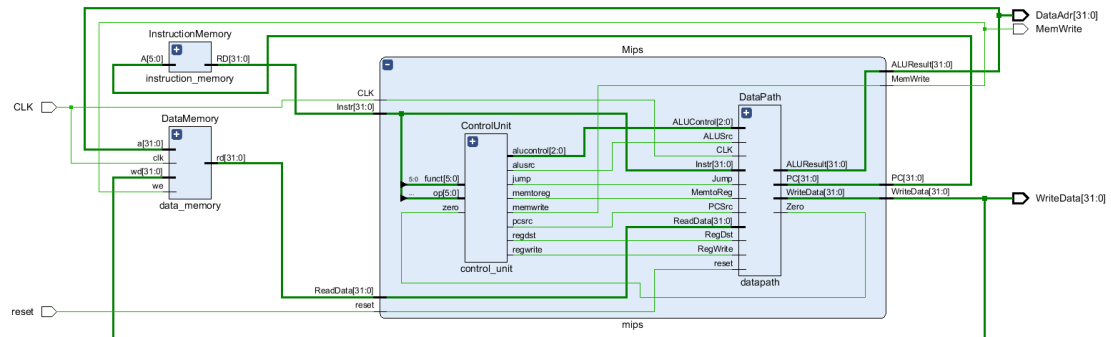 DataAdr[31:0]
MemWrite
InstructionMemory
A[5:0] RD[31:0]
instruction_memory
Mips
ALUResult[31:0]
MemWrite
CLK
CLK
Instr[31:0]
DataMemory
a[31:0] rd[31:0]
clk
wd[31:0]
we
data_memory
ControlUnit
alucontrol[2:0]
alusrc
5:0 funct[5:0] jump
... op[5:0] memtoreg
zero memwrite
pcsrc
regdst
regwrite
control_unit
DataPath
ALUControl[2:0]
ALUSrc
CLK
Instr[31:0] ALUResult[31:0]
Jump PC[31:0]
MemtoReg WriteData[31:0]
PCSrc Zero
ReadData[31:0]
RegDst
RegWrite
reset
datapath
PC[31:0]
WriteData[31:0]
WriteData[31:0]
ReadData[31:0]
reset
reset
mips